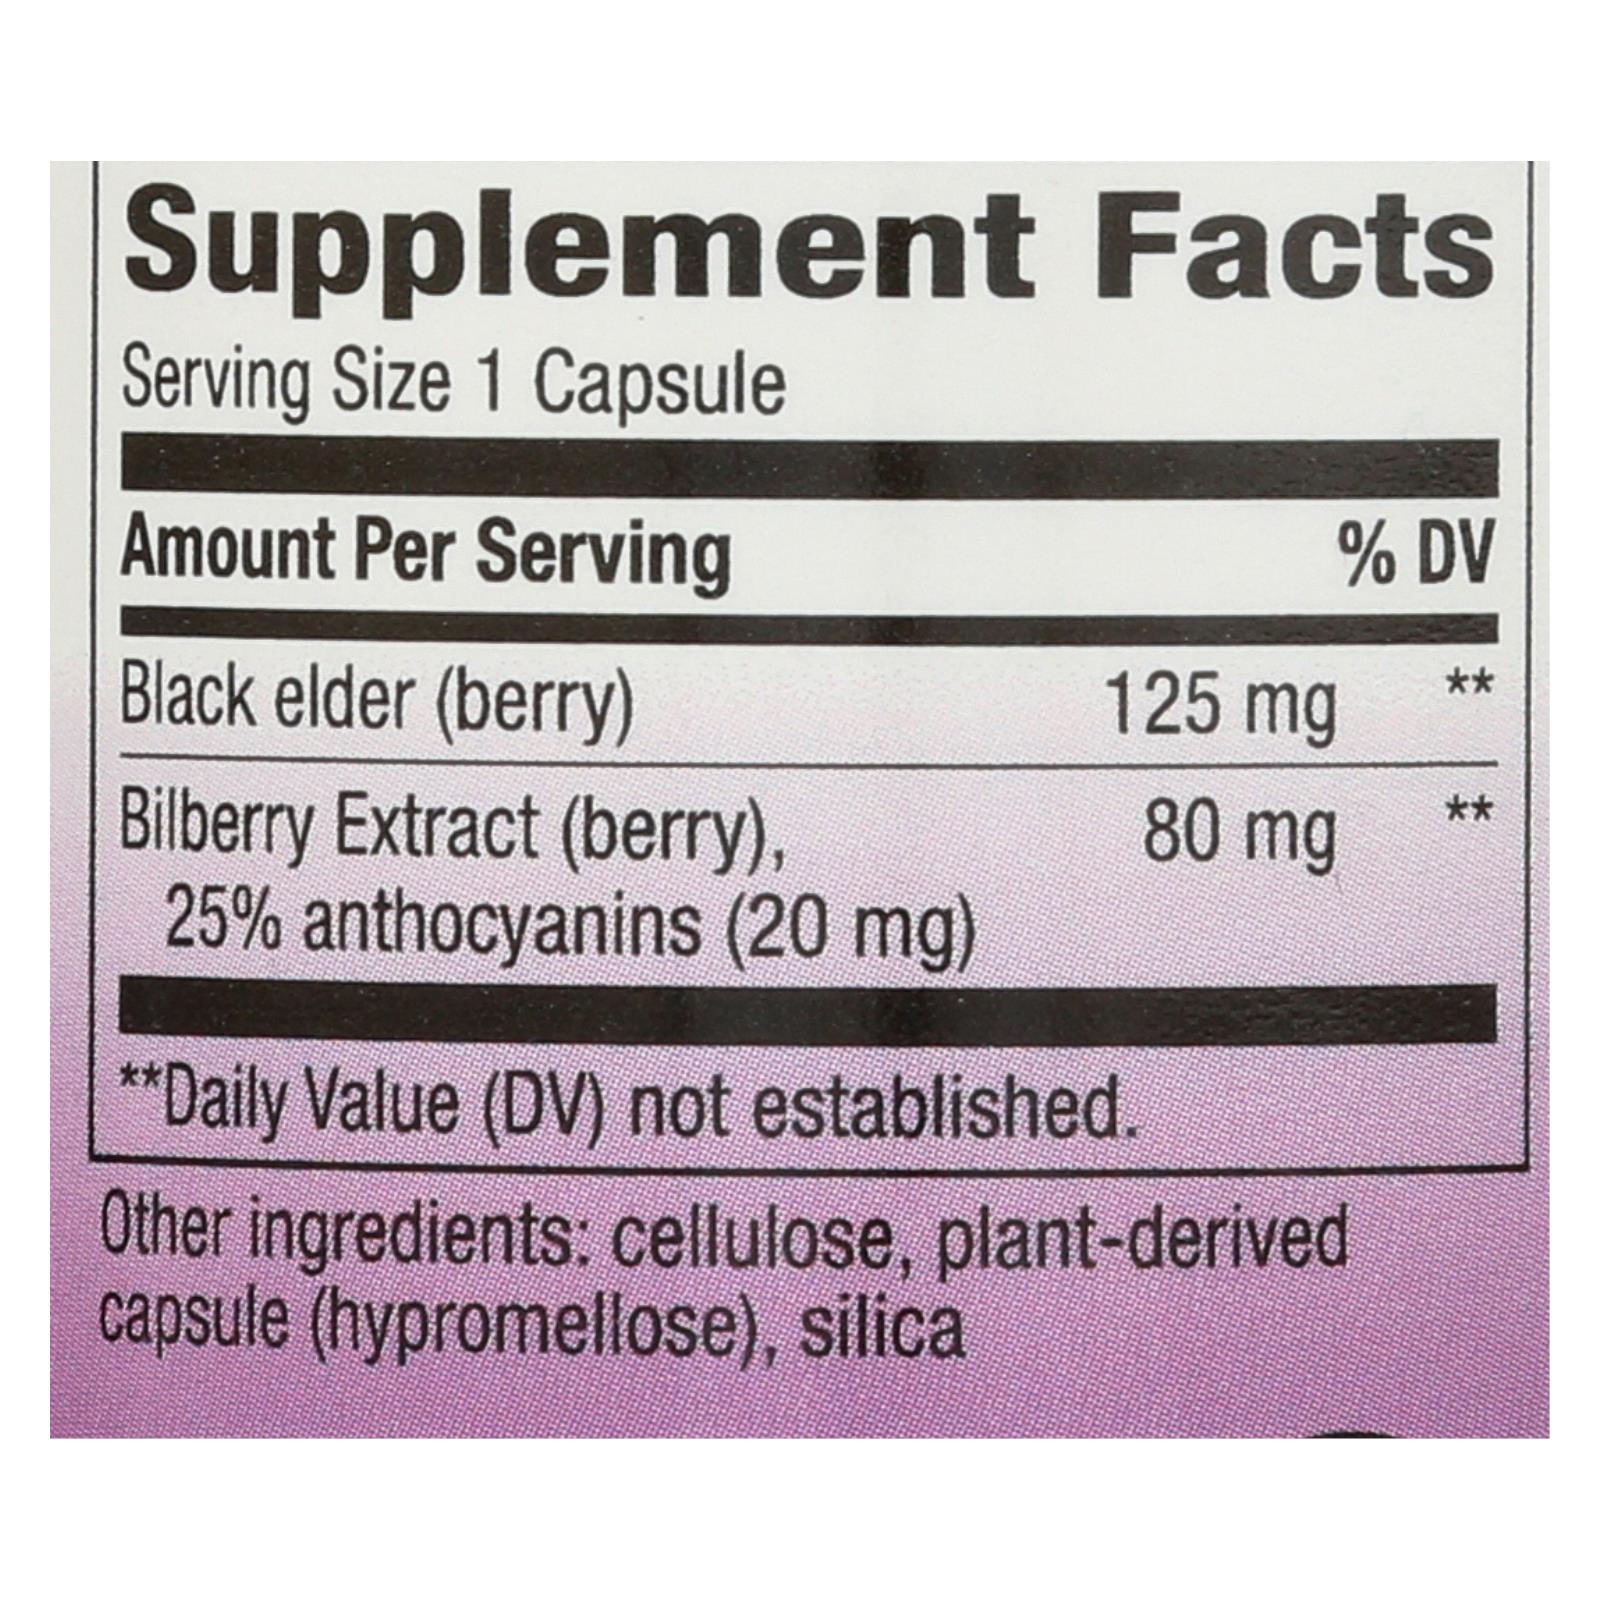 Supplement Facts
Serving Size 1 Capsule
Amount Per Serving % DV
Black elder (berry) 125 mg **
Bilberry Extract (berry), 80 mg **
25% anthocyanins (20 mg)
**Daily Value (DV) not established.
Other ingredients: cellulose, plant-derived
capsule (hypromellose), silica